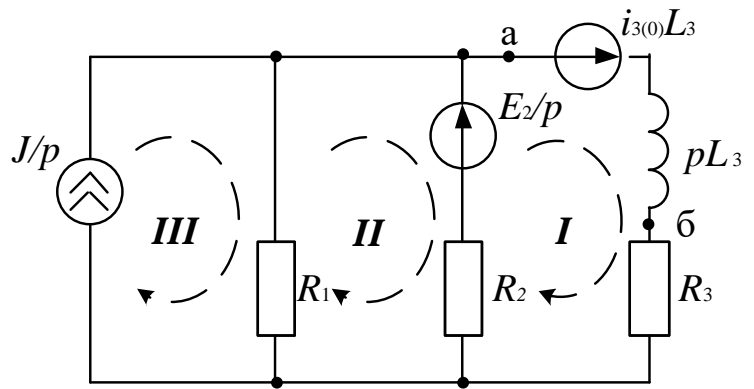 а
i₃₍₀₎L₃
E₂/p
J/p
pL₃
б
III
II
I
R₁
R₂
R₃